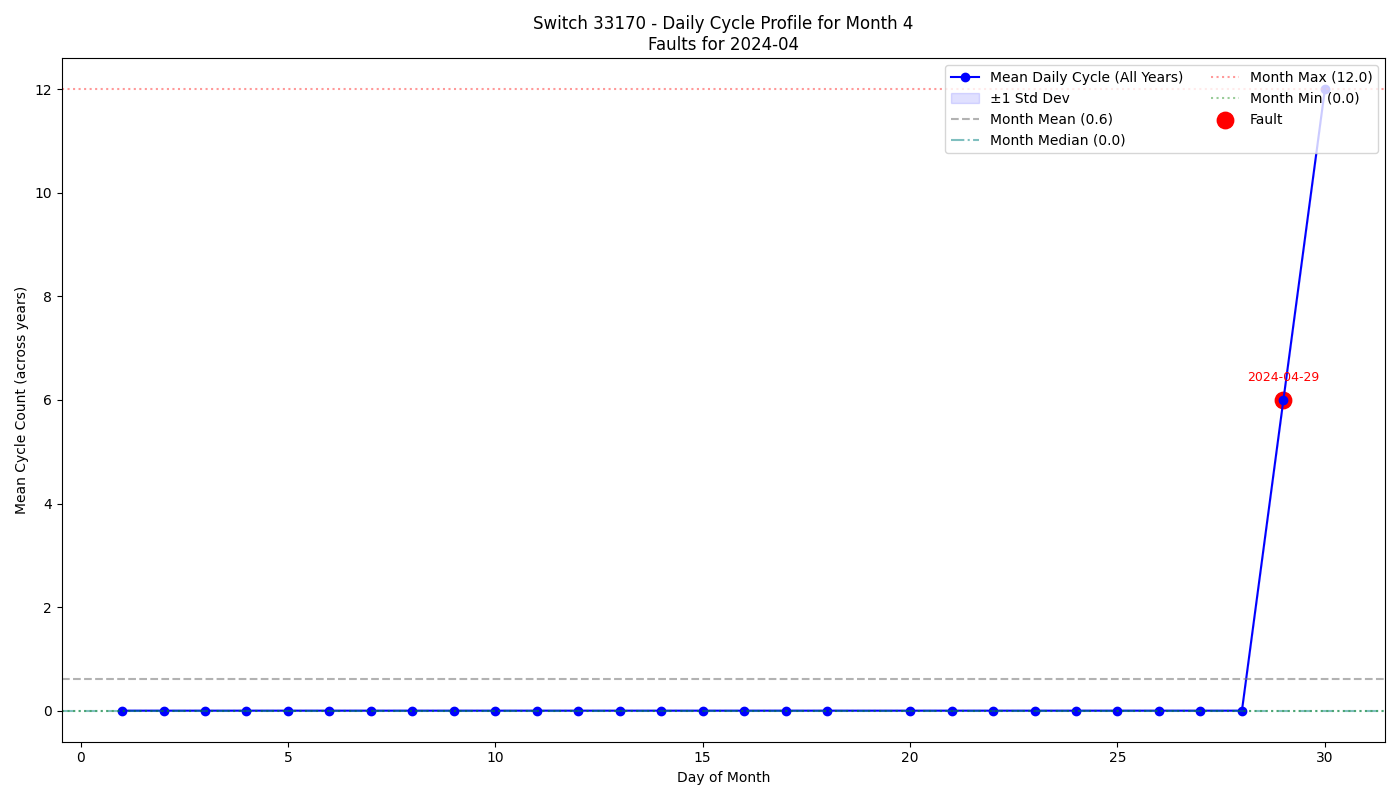 Switch 33170 - Daily Cycle Profile for Month 4
Faults for 2024-04
Mean Daily Cycle (All Years)
±1 Std Dev
Month Mean (0.6)
Month Median (0.0)
Month Max (12.0)
Month Min (0.0)
Fault
2024-04-29
Mean Cycle Count (across years)
12
10
8
6
4
2
0
0 5 10 15 20 25 30
Day of Month